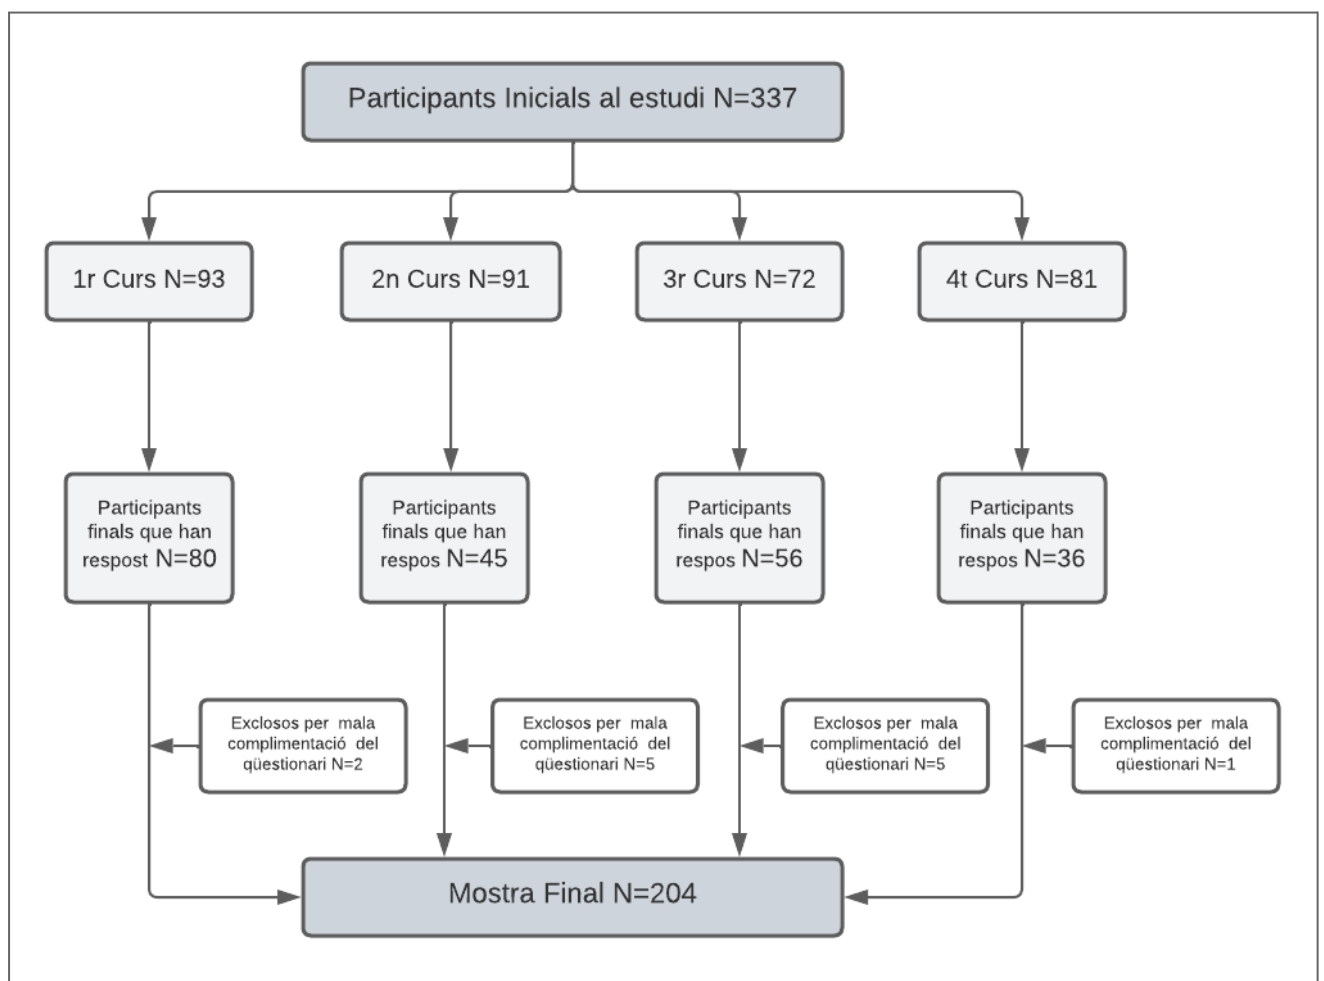 Participants Inicials al estudi N=337
1r Curs N=93
2n Curs N=91
3r Curs N=72
4t Curs N=81
Participants
finals que han
respost N=80
Participants
finals que han
respos N=45
Participants
finals que han
respos N=56
Participants
finals que han
respos N=36
Exclosos per mala
complimentació del
qüestionari N=2
Exclosos per mala
complimentació del
qüestionari N=5
Exclosos per mala
complimentació del
qüestionari N=5
Exclosos per mala
complimentació del
qüestionari N=1
Mostra Final N=204